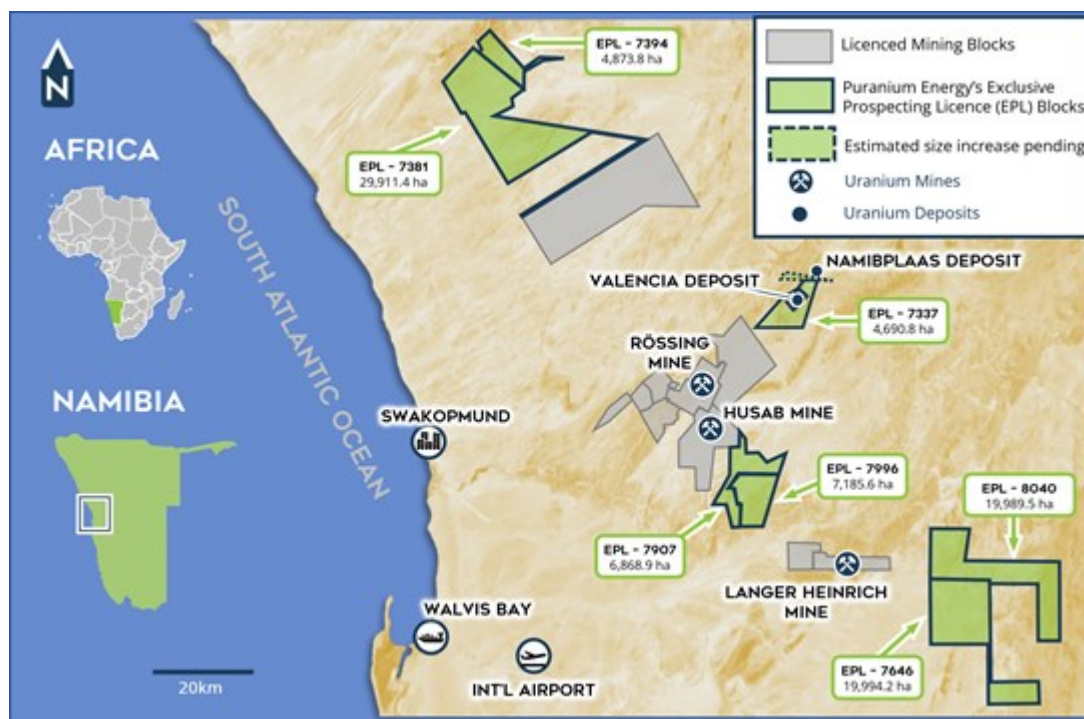 N
AFRICA
NAMIBIA
20km
SOUTH ATLANTIC OCEAN
EPL - 7394
4,873.8 ha
EPL - 7381
29,911.4 ha
Licenced Mining Blocks
Puranium Energy's Exclusive
Prospecting Licence (EPL) Blocks
Estimated size increase pending
Uranium Mines
Uranium Deposits
NAMIBPLAAS DEPOSIT
VALENCIA DEPOSIT
EPL - 7337
4,690.8 ha
RÖSSING
MINE
HUSAB MINE
SWAKOPMUND
EPL - 7996
7,185.6 ha
EPL - 8040
19,989.5 ha
EPL - 7907
6,868.9 ha
LANGER HEINRICH
MINE
WALVIS BAY
INT'L AIRPORT
EPL - 7646
19,994.2 ha